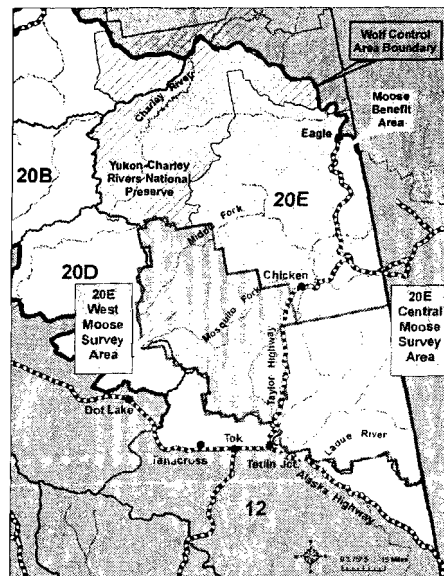 Wolf Control
Area Boundary
Charley River
Moose
Benefit
Area
Eagle
Yukon-Charley
Rivers National
Preserve
20B
20E
Middle Fork
20D
Chicken
20E
West
Moose
Survey
Area
Mosquito Fork
20E
Central
Moose
Survey
Area
Taylor Highway
Dot Lake
Ladue River
Tok
Tanacross
Tetlin Jct.
Alaska Highway
12
15 Miles